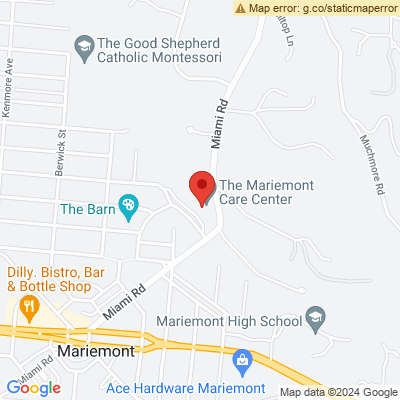 Map error: g.co/staticmaperror
Hilltop Ln
The Good Shepherd
Catholic Montessori
Kenmore Ave
Miami Rd
Berwick St
Muchmore Rd
The Mariemont
Care Center
The Barn
Dilly. Bistro, Bar
& Bottle Shop
Miami Rd
Mariemont High School
Mariemont
Miami Rd
Ace Hardware Mariemont
Google
Map data ©2024 Google